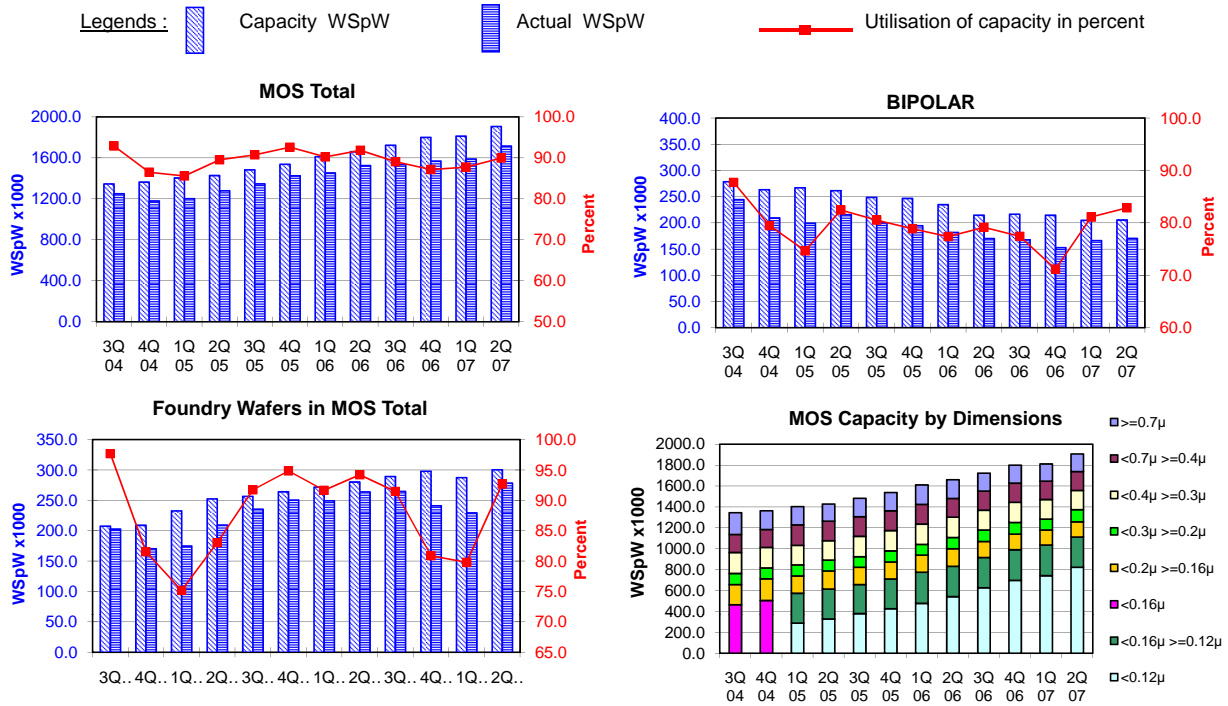 Legends :
Capacity WSpW
Actual WSpW
Utilisation of capacity in percent
MOS Total
WSpW x1000
2000.0
1600.0
1200.0
800.0
400.0
0.0
100.0
90.0
80.0
70.0
60.0
50.0
Percent
3Q 4Q 1Q 2Q 3Q 4Q 1Q 2Q 3Q 4Q 1Q 2Q
04 04 05 05 05 05 06 06 06 06 07 07
BIPOLAR
WSpW x1000
400.0
350.0
300.0
250.0
200.0
150.0
100.0
50.0
0.0
100.0
90.0
80.0
70.0
60.0
Percent
3Q 4Q 1Q 2Q 3Q 4Q 1Q 2Q 3Q 4Q 1Q 2Q
04 04 05 05 05 05 06 06 06 06 07 07
Foundry Wafers in MOS Total
WSpW x1000
350.0
300.0
250.0
200.0
150.0
100.0
50.0
0.0
100.0
95.0
90.0
85.0
80.0
75.0
70.0
65.0
Percent
3Q… 4Q… 1Q… 2Q… 3Q… 4Q… 1Q… 2Q… 3Q… 4Q… 1Q… 2Q…
MOS Capacity by Dimensions
WSpW x1000
2000.0
1800.0
1600.0
1400.0
1200.0
1000.0
800.0
600.0
400.0
200.0
0.0
3Q 4Q 1Q 2Q 3Q 4Q 1Q 2Q 3Q 4Q 1Q 2Q
04 04 05 05 05 05 06 06 06 06 07 07
>=0.7µ
<0.7µ >=0.4µ
<0.4µ >=0.3µ
<0.3µ >=0.2µ
<0.2µ >=0.16µ
<0.16µ
<0.16µ >=0.12µ
<0.12µ